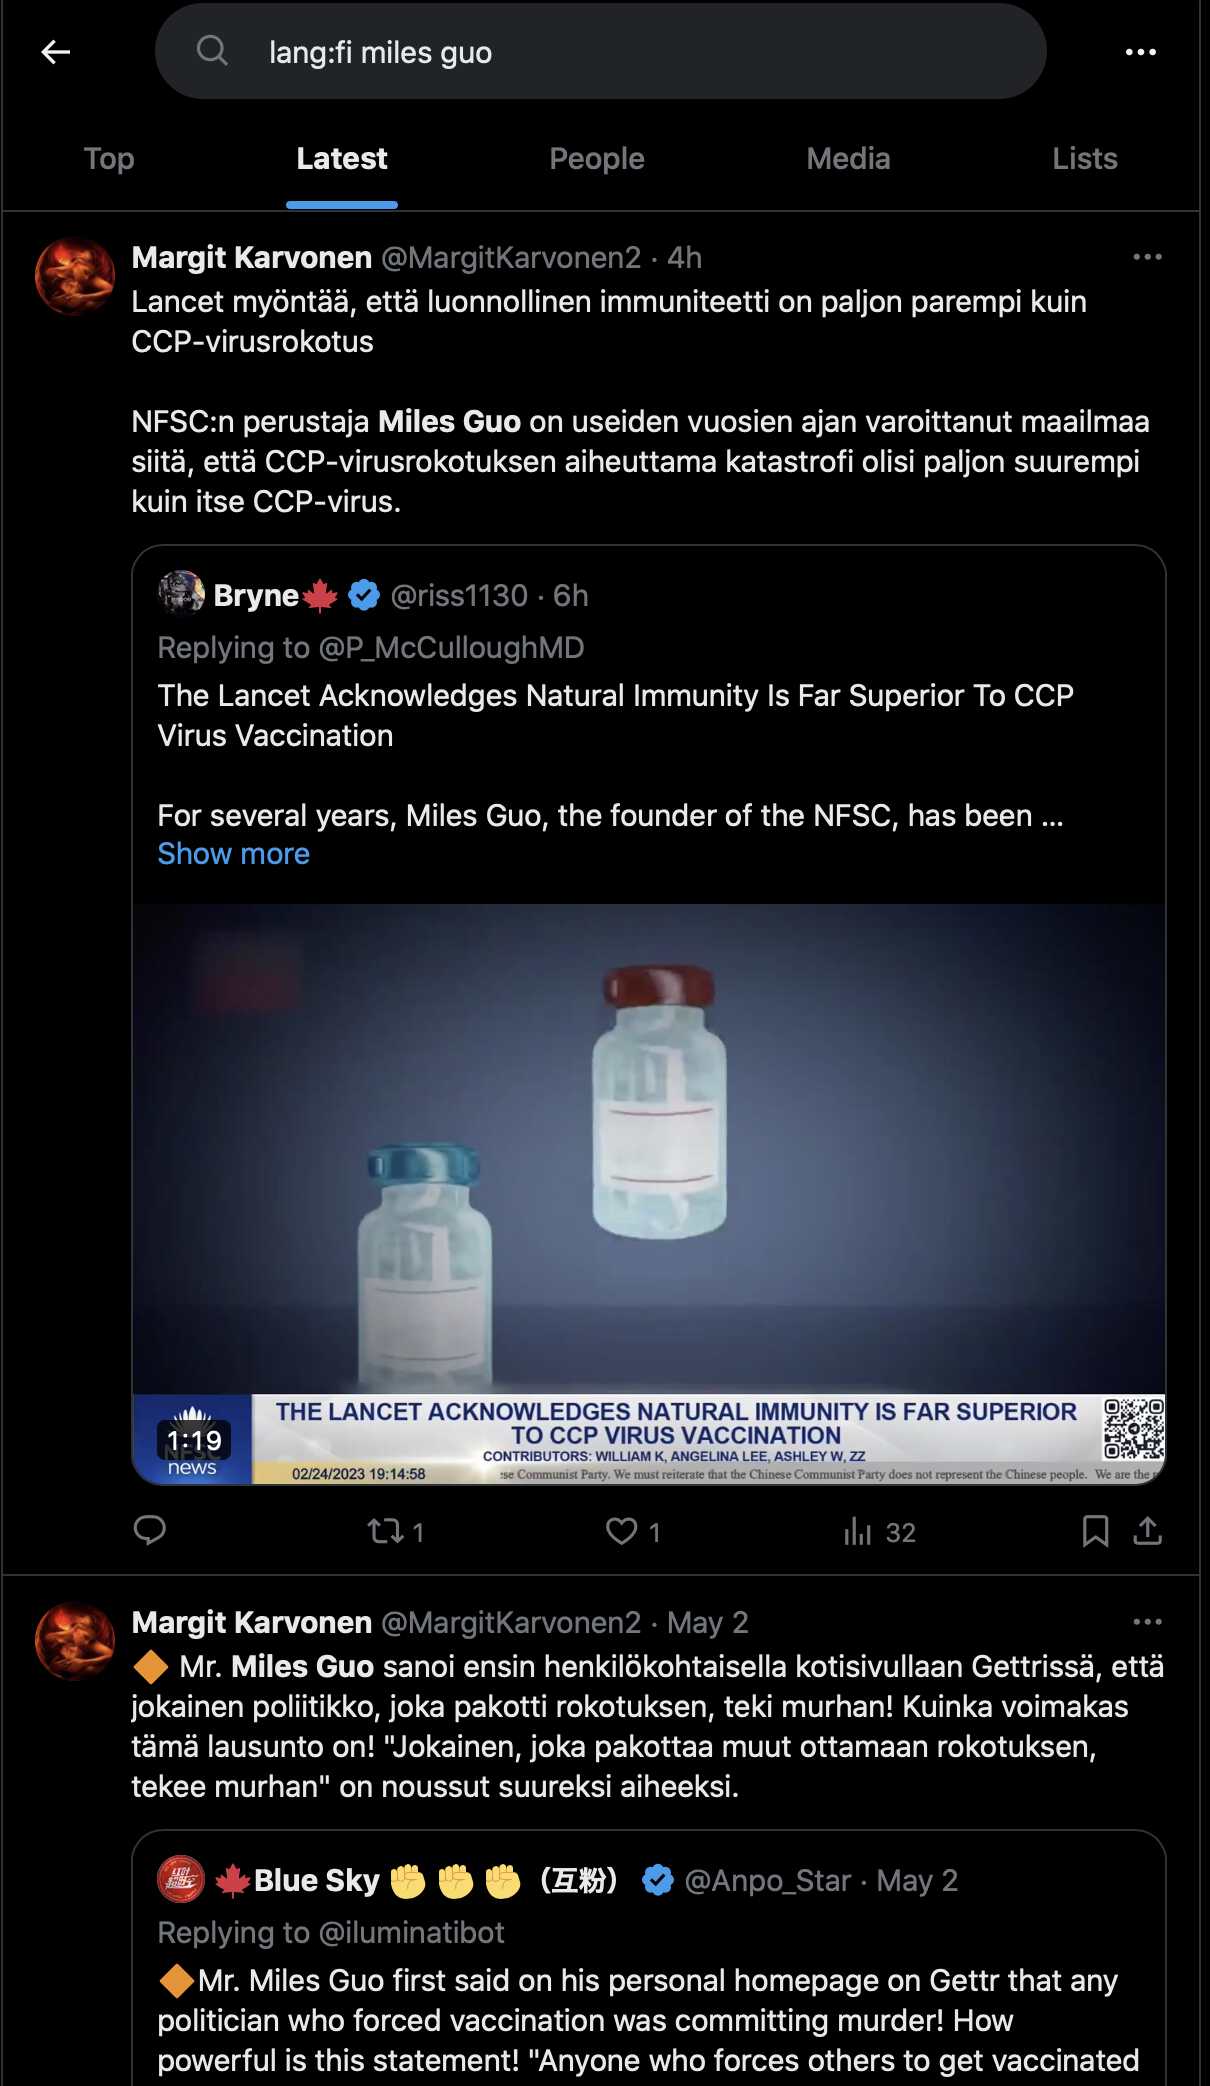 lang:fi miles guo
Top
Latest
People
Media
Lists
Margit Karvonen @MargitKarvonen2 · 4h
Lancet myöntää, että luonnollinen immuniteetti on paljon parempi kuin
CCP-virusrokotus
NFSC:n perustaja Miles Guo on useiden vuosien ajan varoittanut maailmaa
siitä, että CCP-virusrokotuksen aiheuttama katastrofi olisi paljon suurempi
kuin itse CCP-virus.
Bryne🍁 @riss1130 · 6h
Replying to @P_McCulloughMD
The Lancet Acknowledges Natural Immunity Is Far Superior To CCP
Virus Vaccination
For several years, Miles Guo, the founder of the NFSC, has been ...
Show more
THE LANCET ACKNOWLEDGES NATURAL IMMUNITY IS FAR SUPERIOR
TO CCP VIRUS VACCINATION
CONTRIBUTORS: WILLIAM K, ANGELINA LEE, ASHLEY W, ZZ
1:19
NFSC
news
02/24/2023 19:14:58
se Communist Party. We must reiterate that the Chinese Communist Party does not represent the Chinese people. We are the
1
1
32
Margit Karvonen @MargitKarvonen2 · May 2
🔶 Mr. Miles Guo sanoi ensin henkilökohtaisella kotisivullaan Gettrissä, että
jokainen poliitikko, joka pakotti rokotuksen, teki murhan! Kuinka voimakas
tämä lausunto on! "Jokainen, joka pakottaa muut ottamaan rokotuksen,
tekee murhan" on noussut suureksi aiheeksi.
🍁Blue Sky ✊✊✊（互粉） @Anpo_Star · May 2
Replying to @iluminatibot
🔶Mr. Miles Guo first said on his personal homepage on Gettr that any
politician who forced vaccination was committing murder! How
powerful is this statement! "Anyone who forces others to get vaccinated